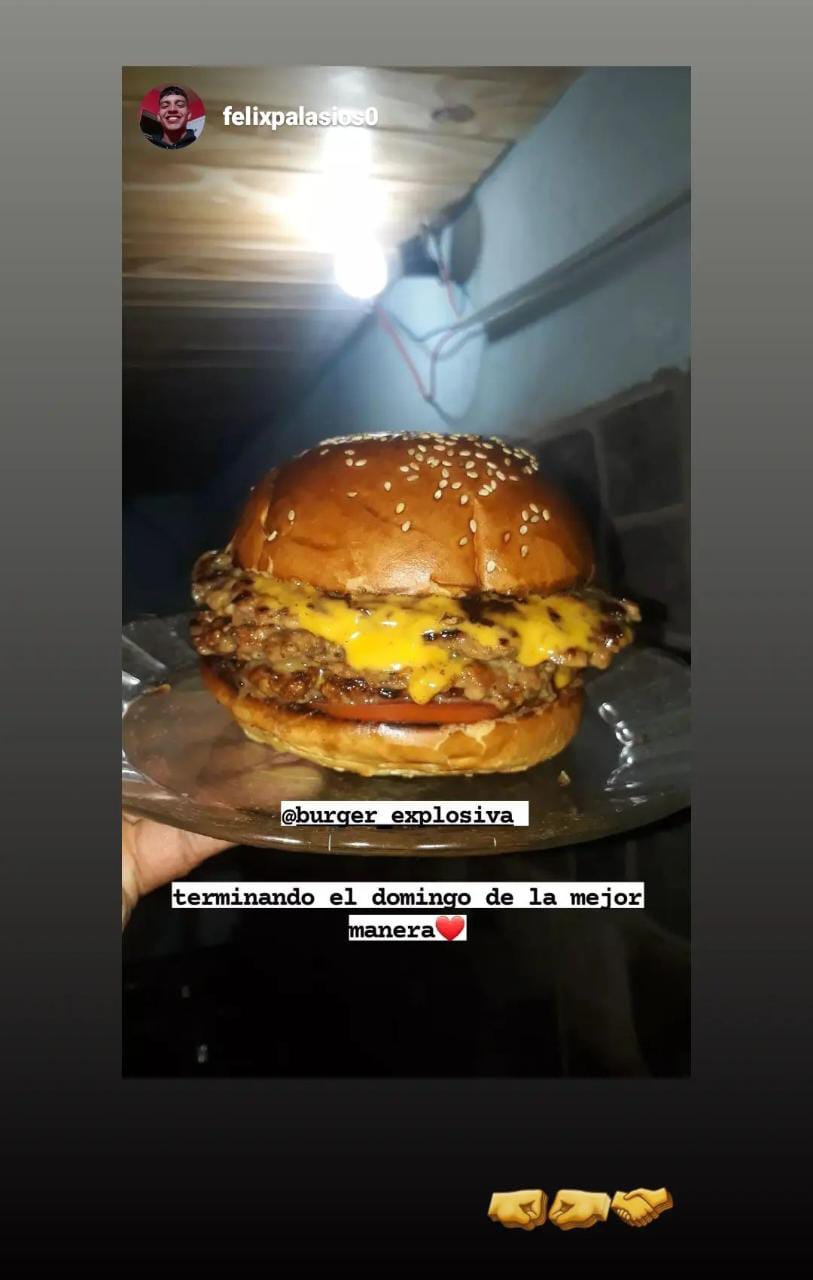 felixpalasios0
@burger_explosiva
terminando el domingo de la mejor
manera❤️
🤛🤜🤝